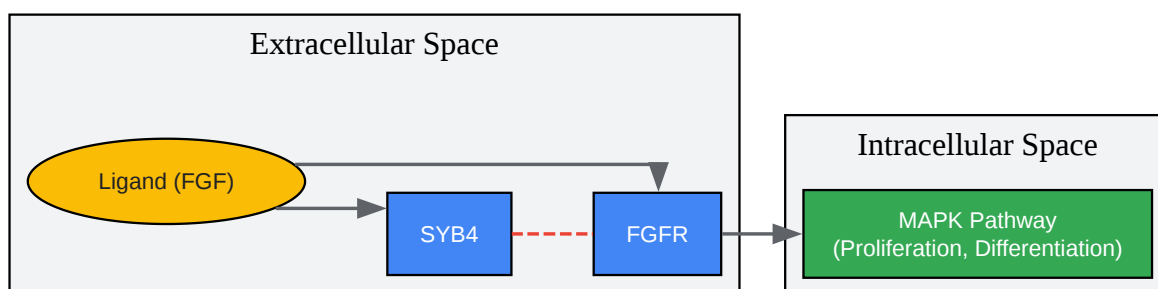 Extracellular Space
Ligand (FGF)
SYB4
FGFR
Intracellular Space
MAPK Pathway
(Proliferation, Differentiation)